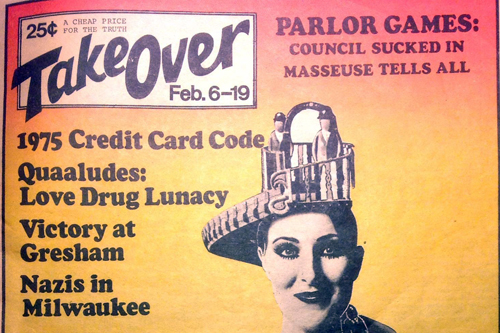 25¢ A CHEAP PRICE
FOR THE TRUTH
TakeOver
Feb. 6–19
PARLOR GAMES:
COUNCIL SUCKED IN
MASSEUSE TELLS ALL
1975 Credit Card Code
Quaaludes:
Love Drug Lunacy
Victory at
Gresham
Nazis in
Milwaukee